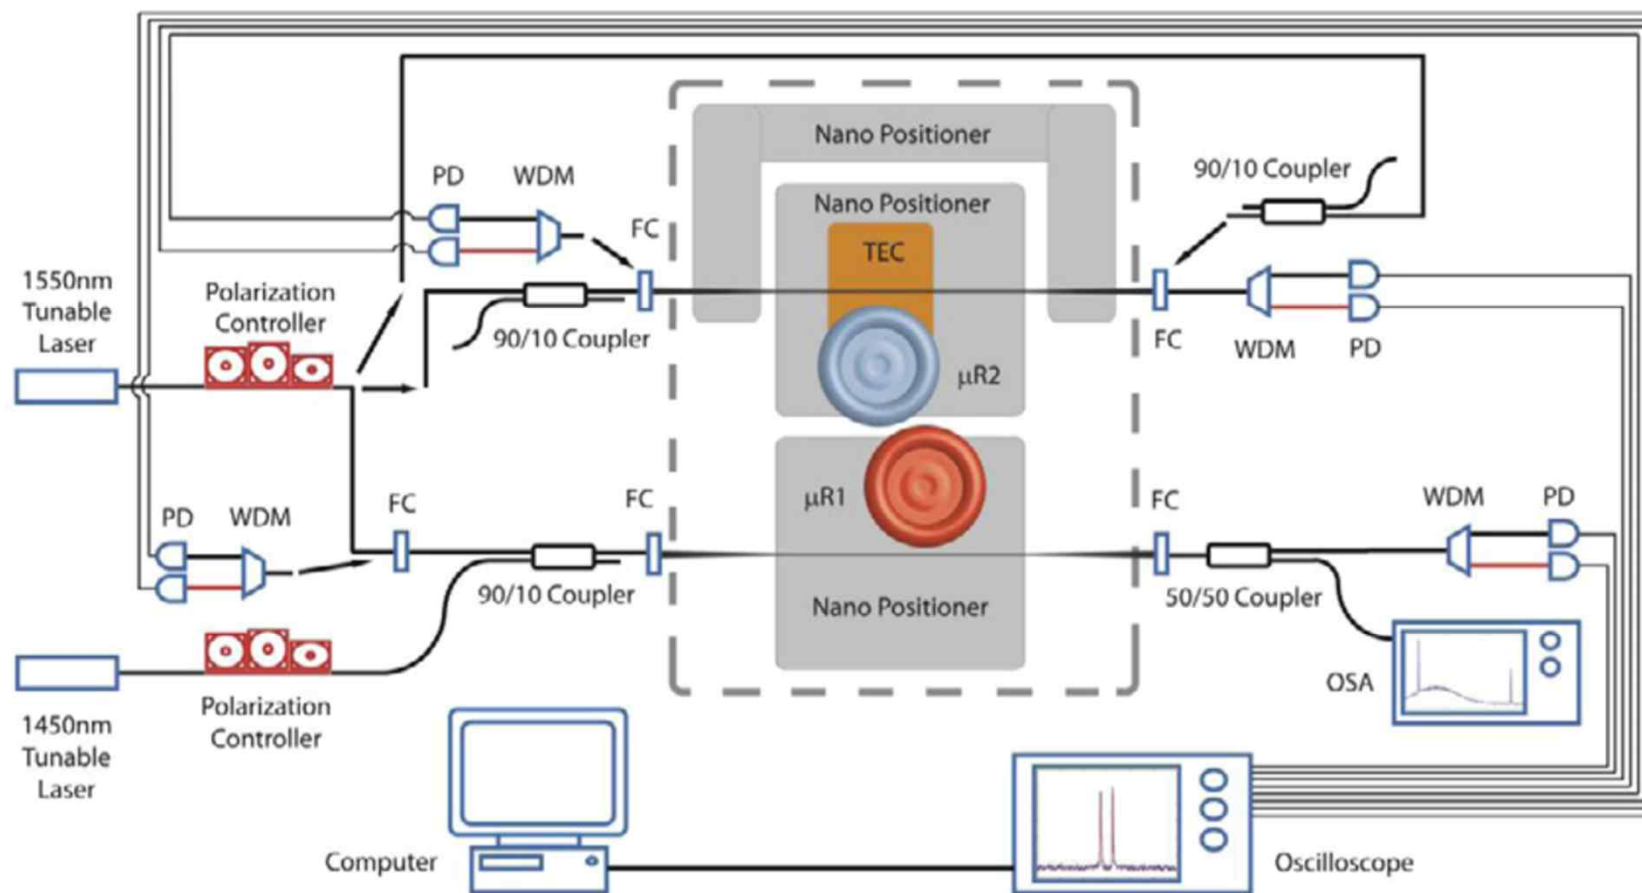 Nano Positioner
90/10 Coupler
PD
WDM
Nano Positioner
FC
TEC
1550nm
Tunable
Laser
Polarization
Controller
90/10 Coupler
FC
WDM
PD
μR2
PD
WDM
FC
FC
μR1
FC
WDM
PD
90/10 Coupler
Nano Positioner
50/50 Coupler
OSA
1450nm
Tunable
Laser
Polarization
Controller
Computer
Oscilloscope